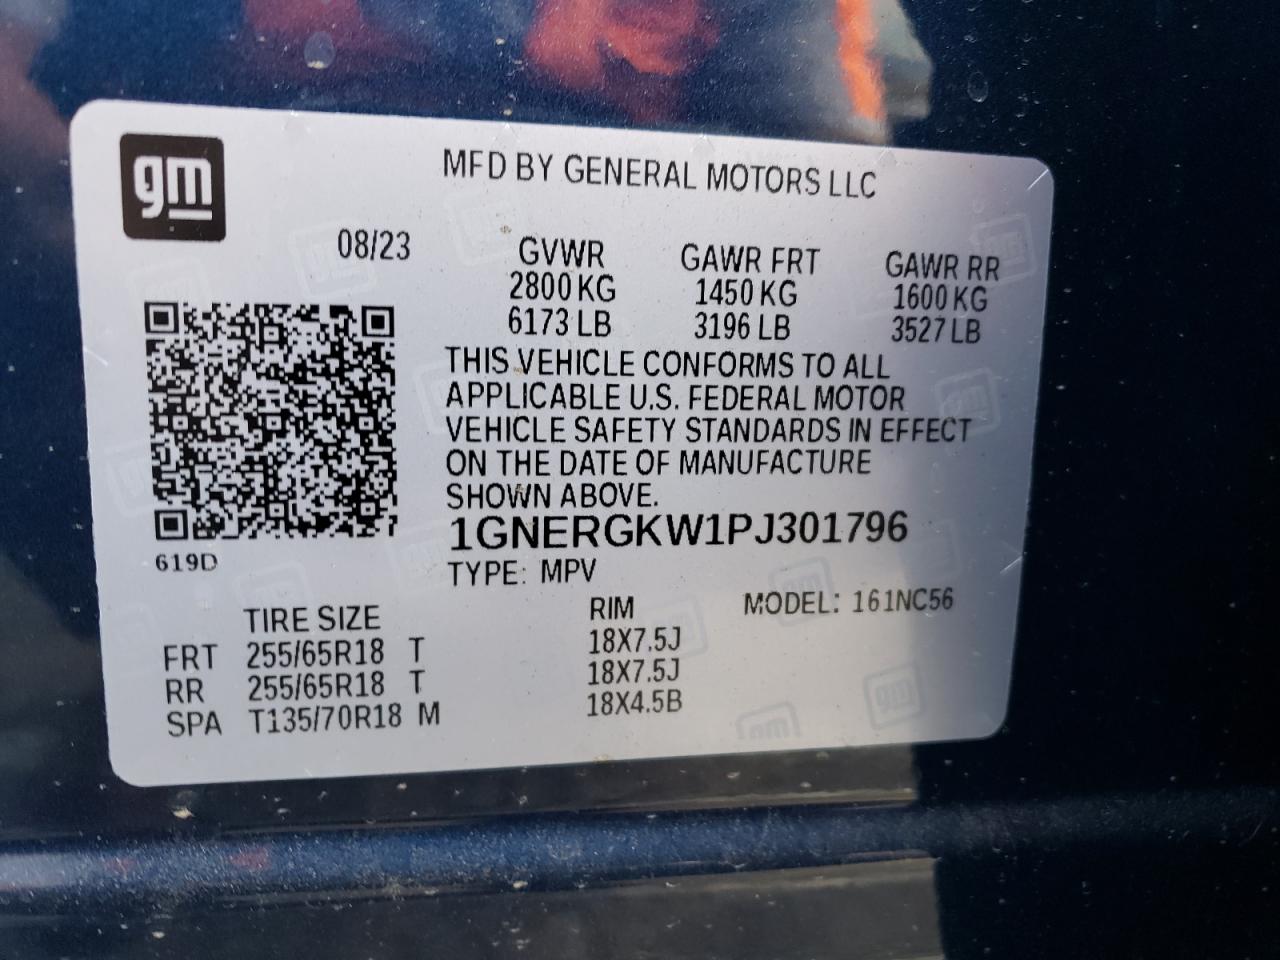 gm
MFD BY GENERAL MOTORS LLC
08/23
GVWR GAWR FRT GAWR RR
2800 KG 1450 KG 1600 KG
6173 LB 3196 LB 3527 LB
THIS VEHICLE CONFORMS TO ALL
APPLICABLE U.S. FEDERAL MOTOR
VEHICLE SAFETY STANDARDS IN EFFECT
ON THE DATE OF MANUFACTURE
SHOWN ABOVE.
1GNERGKW1PJ301796
619D
TYPE: MPV
TIRE SIZE RIM MODEL: 161NC56
FRT 255/65R18 T 18X7.5J
RR 255/65R18 T 18X7.5J
SPA T135/70R18 M 18X4.5B